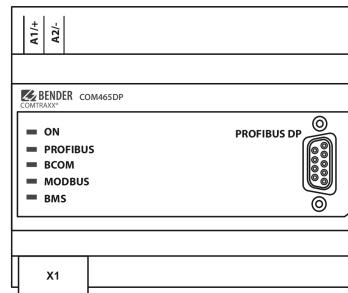 A1/+
A2/-
BENDER COM465DP
COMTRAXX®
ON
PROFIBUS
BCOM
MODBUS
BMS
PROFIBUS DP
X1